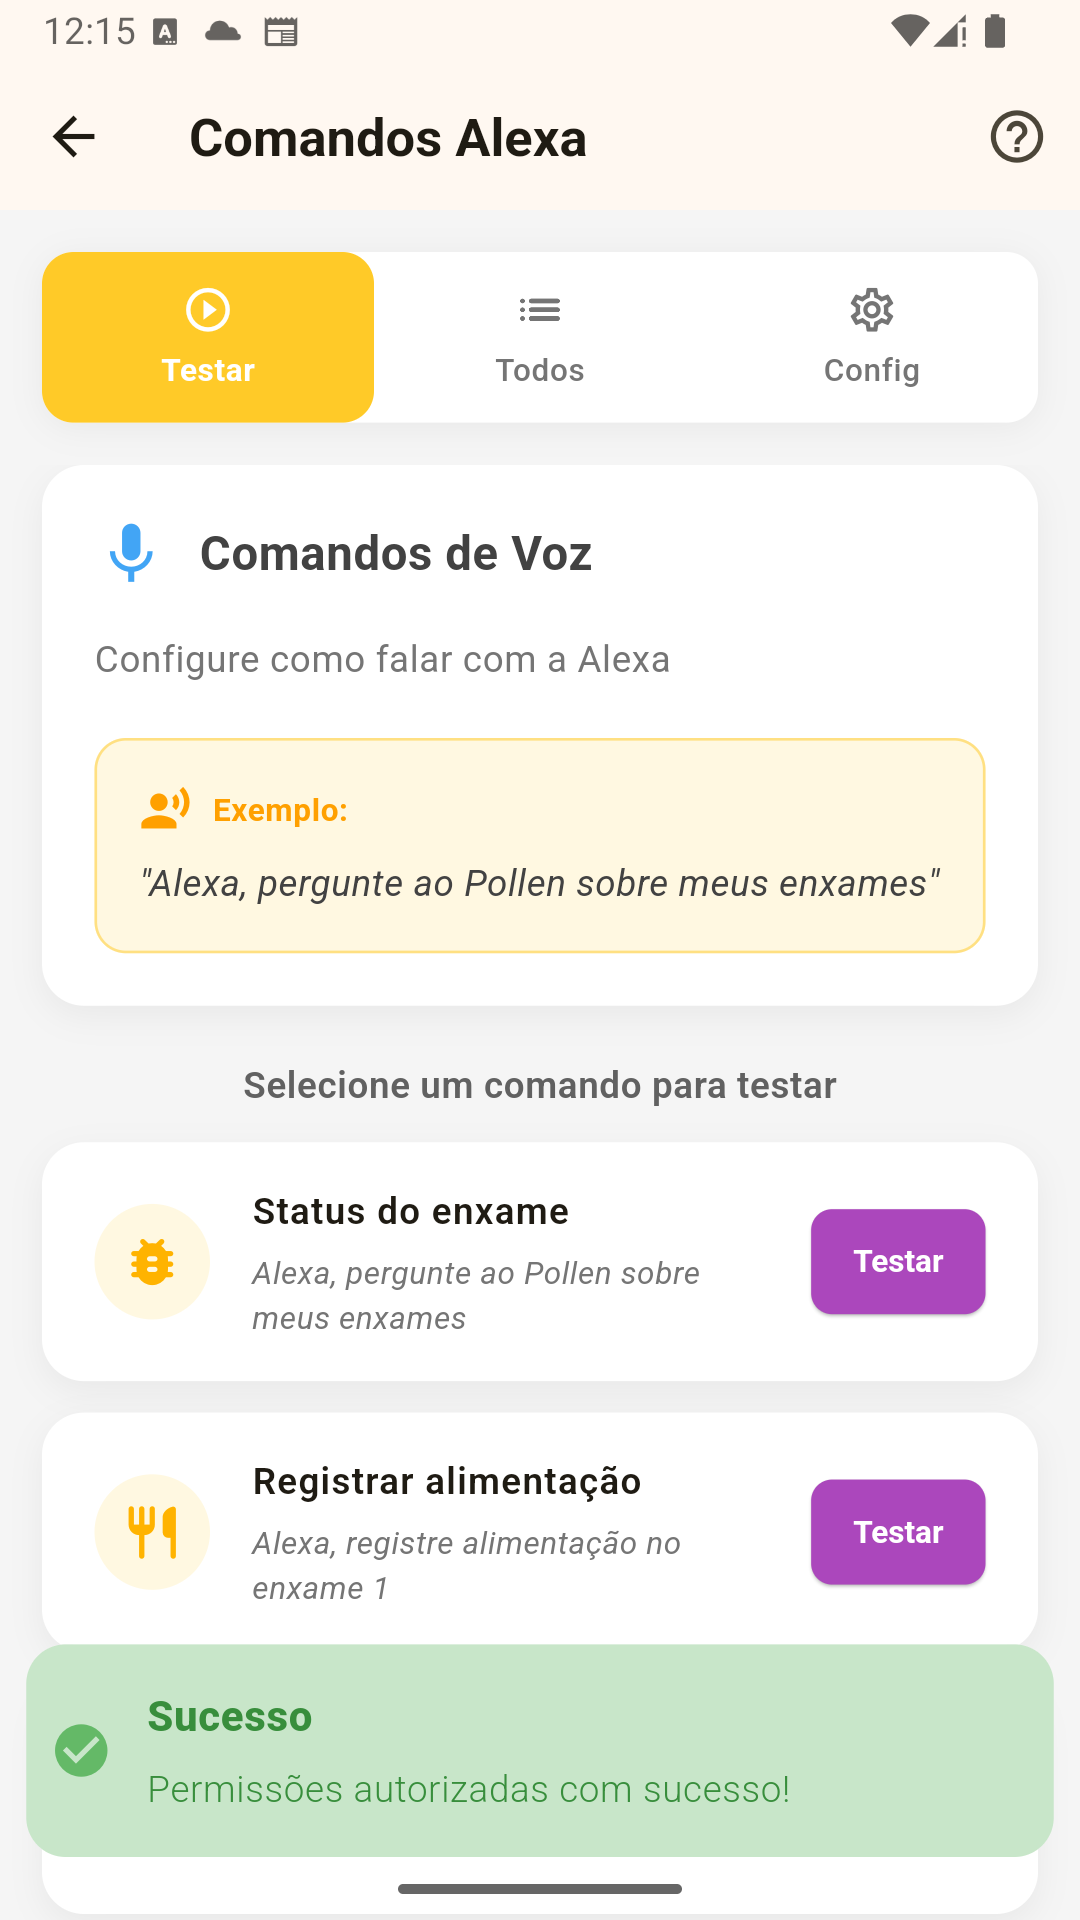 12:15
Comandos Alexa
Testar
Todos
Config
Comandos de Voz
Configure como falar com a Alexa
Exemplo:
"Alexa, pergunte ao Pollen sobre meus enxames"
Selecione um comando para testar
Status do enxame
Alexa, pergunte ao Pollen sobre
meus enxames
Testar
Registrar alimentação
Alexa, registre alimentação no
enxame 1
Testar
Sucesso
Permissões autorizadas com sucesso!